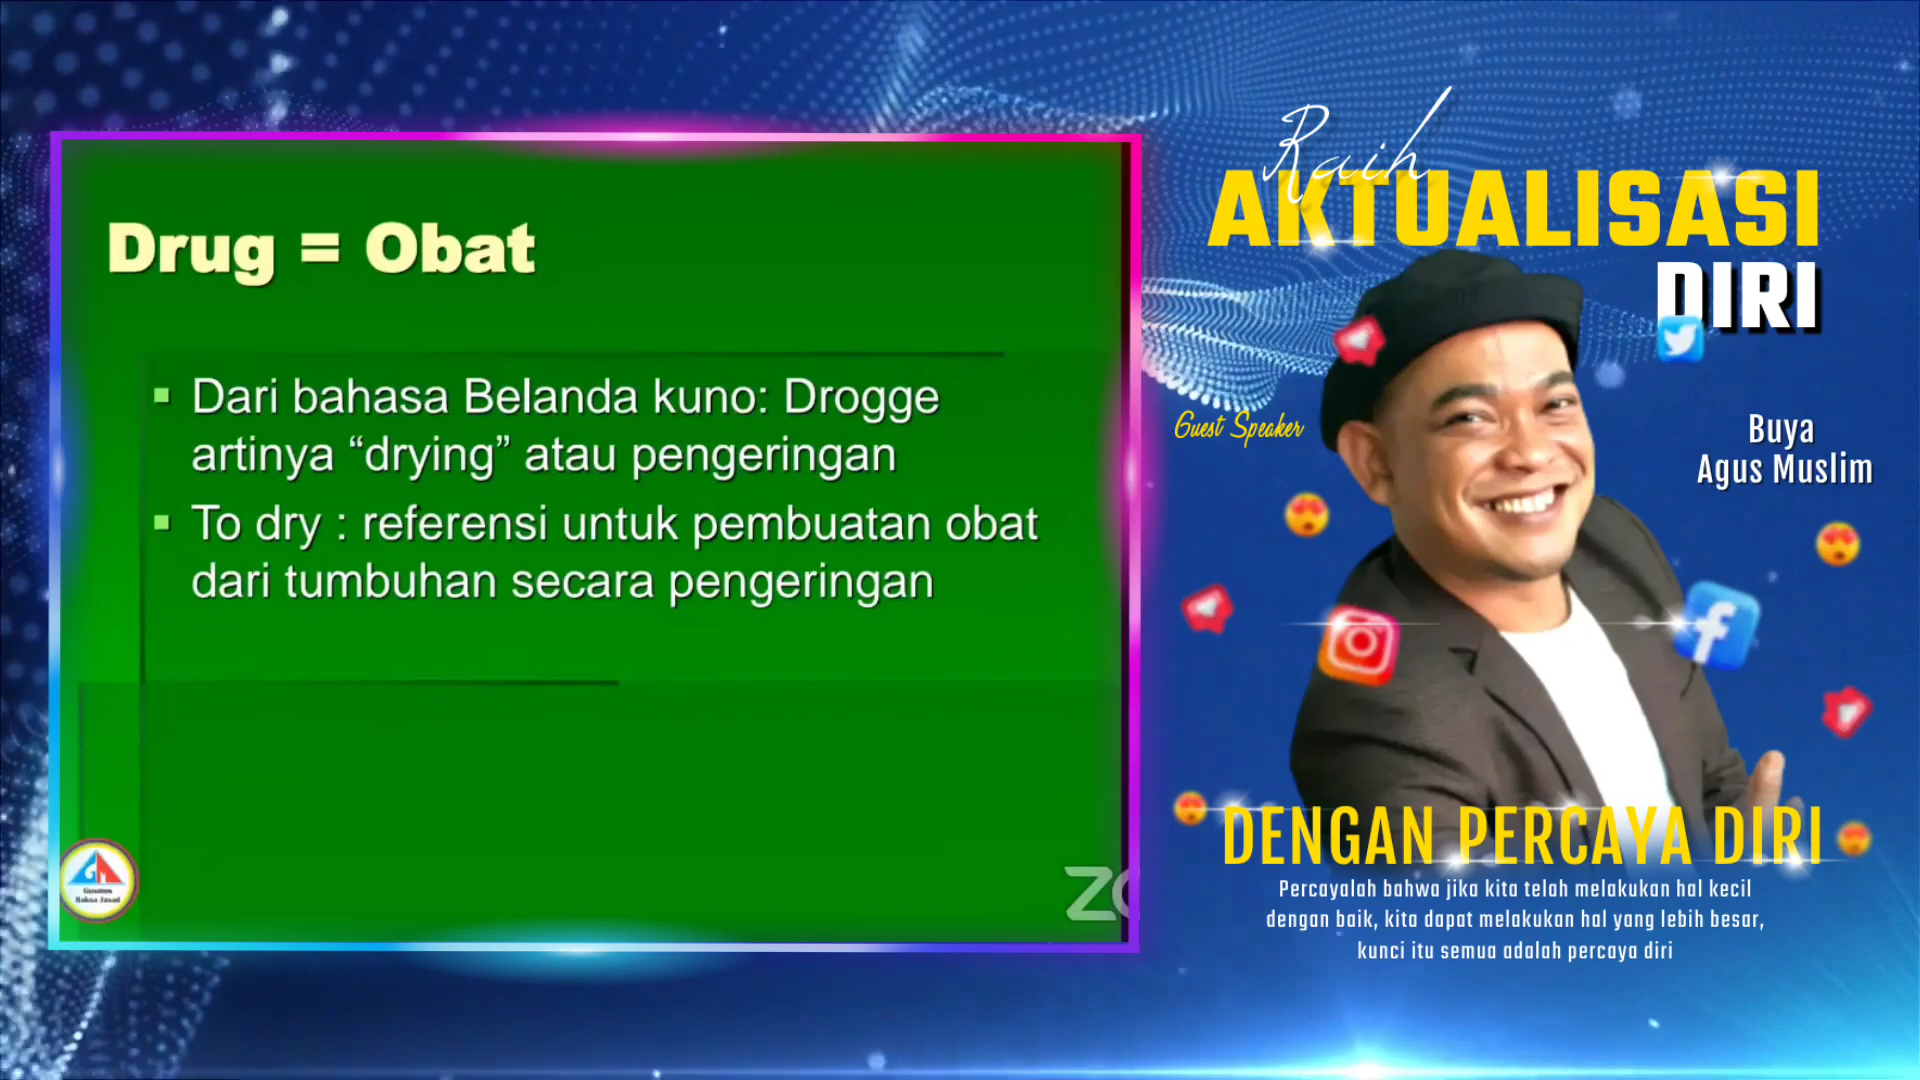 Drug = Obat
Dari bahasa Belanda kuno: Drogge
artinya “drying” atau pengeringan
To dry : referensi untuk pembuatan obat
dari tumbuhan secara pengeringan
Raih
AKTUALISASI
DIRI
Guest Speaker
Buya
Agus Muslim
DENGAN PERCAYA DIRI
Percayalah bahwa jika kita telah melakukan hal kecil
dengan baik, kita dapat melakukan hal yang lebih besar,
kunci itu semua adalah percaya diri